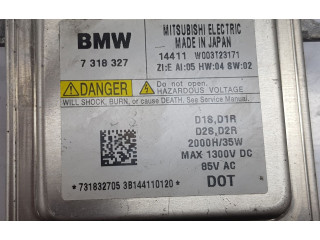 BMW
7 318 327
MITSUBISHI ELECTRIC
MADE IN JAPAN
14411 W003T23171
ZI:E AI:05 HW:04 SW:02
DANGER
Do not open.
HAZARDOUS VOLTAGE
WILL SHOCK, BURN, or cause DEATH. See Service Manual.
D1S,D1R
D2S,D2R
2000H/35W
MAX 1300V DC
85V AC
*731832705 3B144110120*
DOT